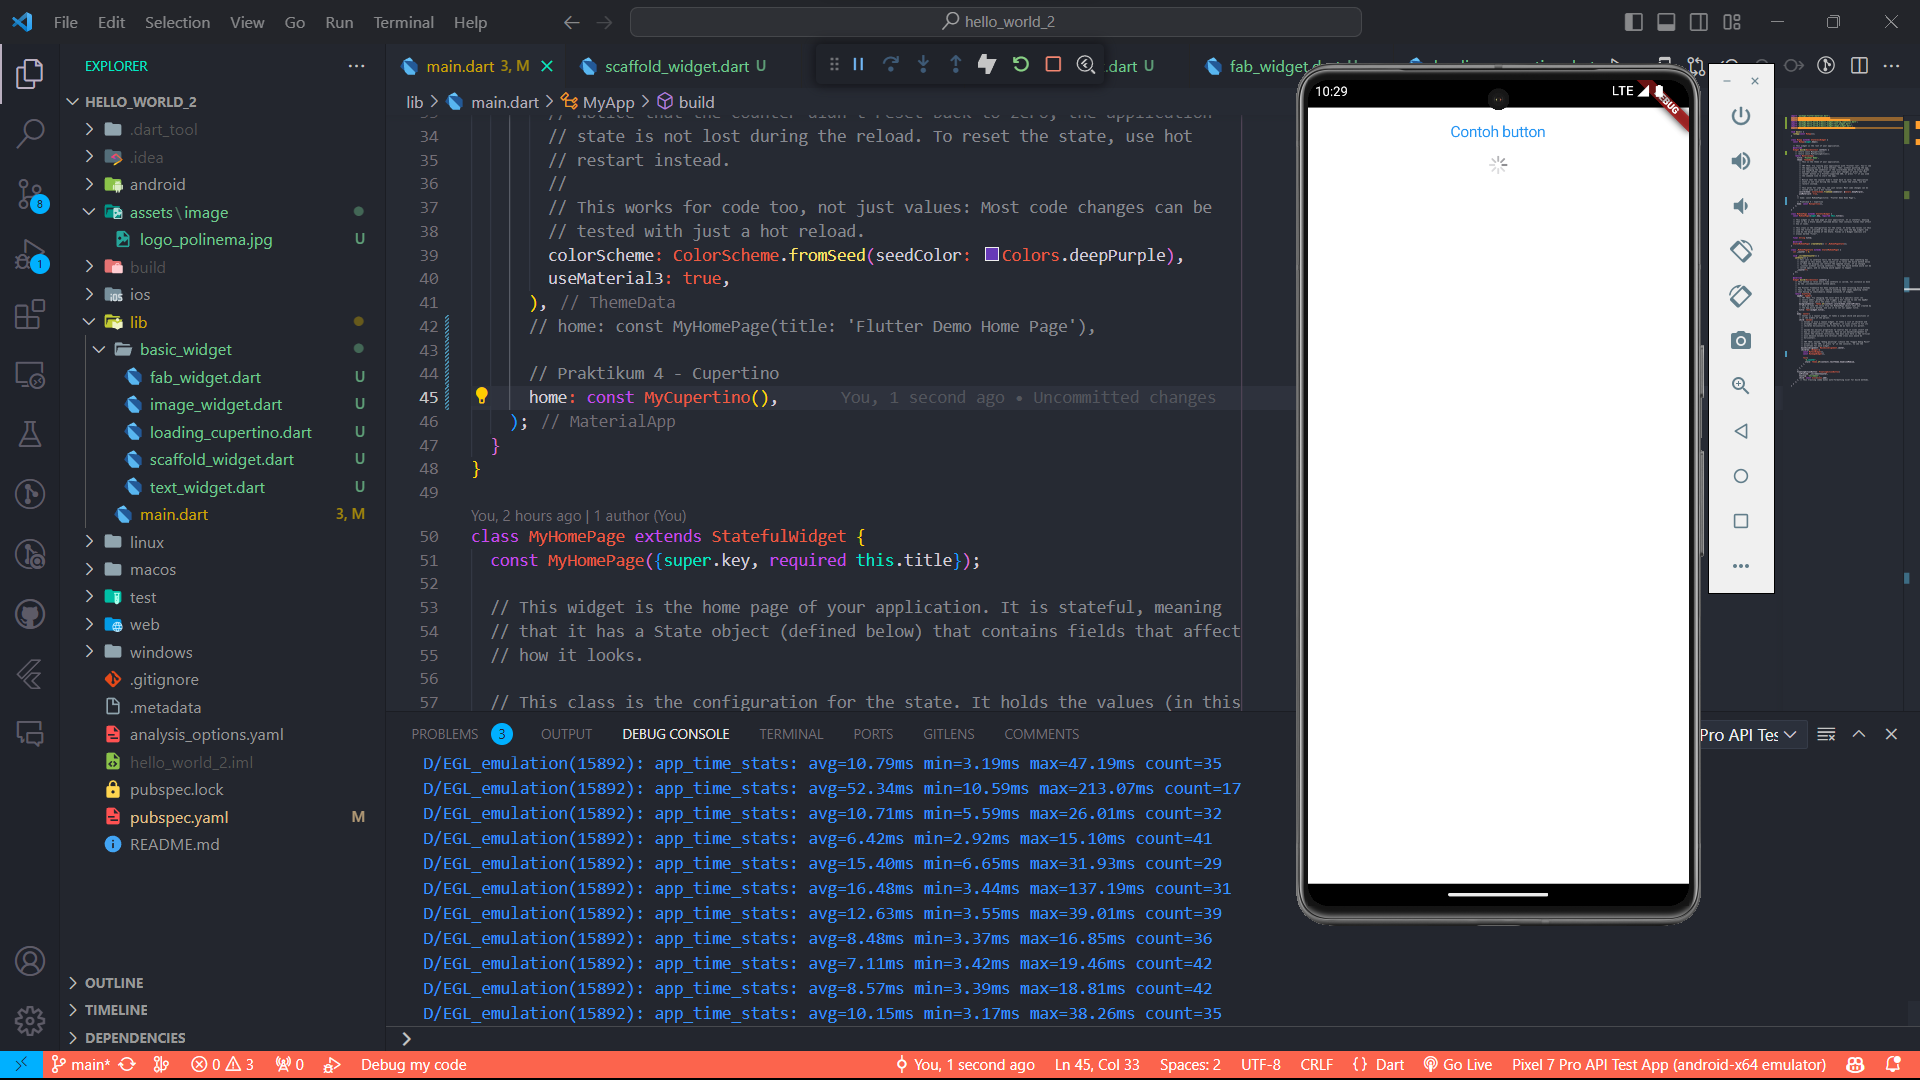 File Edit Selection View Go Run Terminal Help
hello_world_2
EXPLORER
HELLO_WORLD_2
.dart_tool
.idea
android
assets \ image
logo_polinema.jpg U
build
ios
lib
basic_widget
fab_widget.dart U
image_widget.dart U
loading_cupertino.dart U
scaffold_widget.dart U
text_widget.dart U
main.dart 3, M
linux
macos
test
web
windows
.gitignore
.metadata
analysis_options.yaml
hello_world_2.iml
pubspec.lock
pubspec.yaml M
README.md
OUTLINE
TIMELINE
DEPENDENCIES
8
1
main.dart 3, M
scaffold_widget.dart U
.dart U
lib > main.dart > MyApp > build
34 // state is not lost during the reload. To reset the state, use hot
35 // restart instead.
36 //
37 // This works for code too, not just values: Most code changes can be
38 // tested with just a hot reload.
39 colorScheme: ColorScheme.fromSeed(seedColor: Colors.deepPurple),
40 useMaterial3: true,
41 ), // ThemeData
42 // home: const MyHomePage(title: 'Flutter Demo Home Page'),
43
44 // Praktikum 4 - Cupertino
45 home: const MyCupertino(), You, 1 second ago • Uncommitted changes
46 ); // MaterialApp
47 }
48 }
49
You, 2 hours ago | 1 author (You)
50 class MyHomePage extends StatefulWidget {
51 const MyHomePage({super.key, required this.title});
52
53 // This widget is the home page of your application. It is stateful, meaning
54 // that it has a State object (defined below) that contains fields that affect
55 // how it looks.
56
57 // This class is the configuration for the state. It holds the values (in this
PROBLEMS 3 OUTPUT DEBUG CONSOLE TERMINAL PORTS GITLENS COMMENTS
Pro API Tes
D/EGL_emulation(15892): app_time_stats: avg=10.79ms min=3.19ms max=47.19ms count=35
D/EGL_emulation(15892): app_time_stats: avg=52.34ms min=10.59ms max=213.07ms count=17
D/EGL_emulation(15892): app_time_stats: avg=10.71ms min=5.59ms max=26.01ms count=32
D/EGL_emulation(15892): app_time_stats: avg=6.42ms min=2.92ms max=15.10ms count=41
D/EGL_emulation(15892): app_time_stats: avg=15.40ms min=6.65ms max=31.93ms count=29
D/EGL_emulation(15892): app_time_stats: avg=16.48ms min=3.44ms max=137.19ms count=31
D/EGL_emulation(15892): app_time_stats: avg=12.63ms min=3.55ms max=39.01ms count=39
D/EGL_emulation(15892): app_time_stats: avg=8.48ms min=3.37ms max=16.85ms count=36
D/EGL_emulation(15892): app_time_stats: avg=7.11ms min=3.42ms max=19.46ms count=42
D/EGL_emulation(15892): app_time_stats: avg=8.57ms min=3.39ms max=18.81ms count=42
D/EGL_emulation(15892): app_time_stats: avg=10.15ms min=3.17ms max=38.26ms count=35
10:29 LTE
DEBUG
Contoh button
main* 0 3 0 Debug my code You, 1 second ago Ln 45, Col 33 Spaces: 2 UTF-8 CRLF {} Dart Go Live Pixel 7 Pro API Test App (android-x64 emulator)